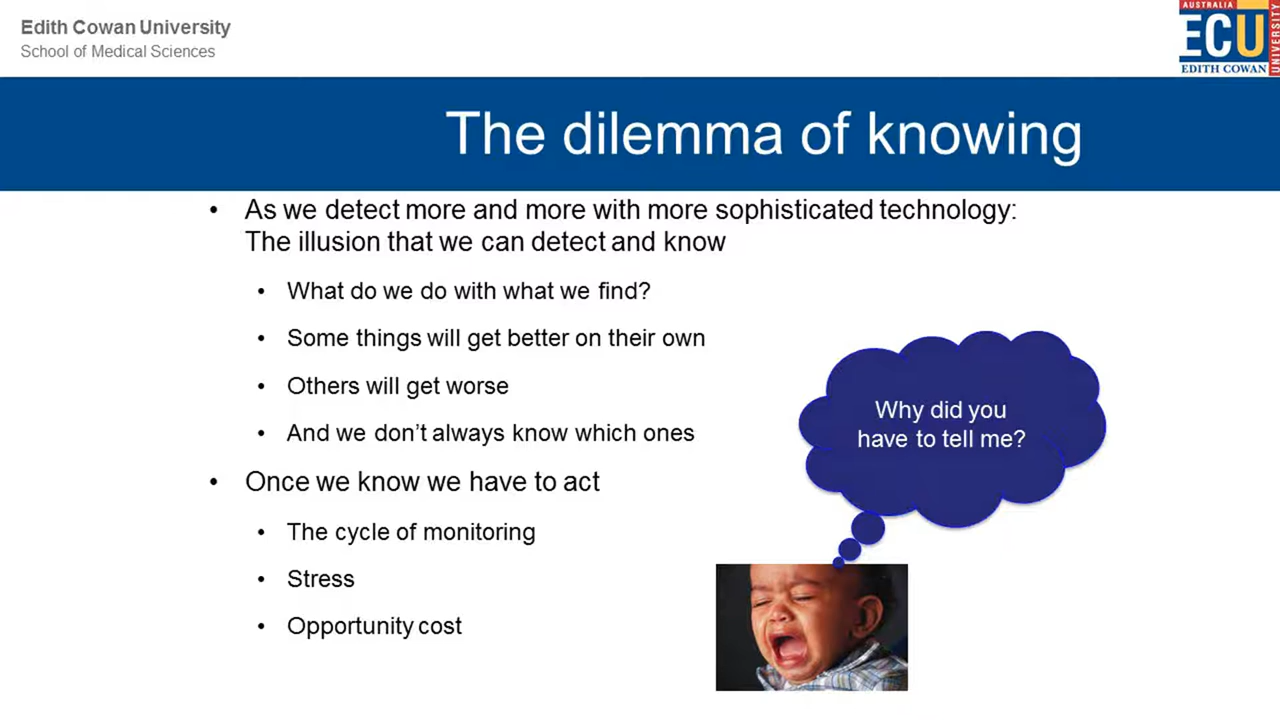 Edith Cowan University
School of Medical Sciences
AUSTRALIA
ECU
EDITH COWAN
UNIVERSITY
The dilemma of knowing
• As we detect more and more with more sophisticated technology:
The illusion that we can detect and know
• What do we do with what we find?
• Some things will get better on their own
• Others will get worse
• And we don’t always know which ones
Why did you
have to tell me?
• Once we know we have to act
• The cycle of monitoring
• Stress
• Opportunity cost